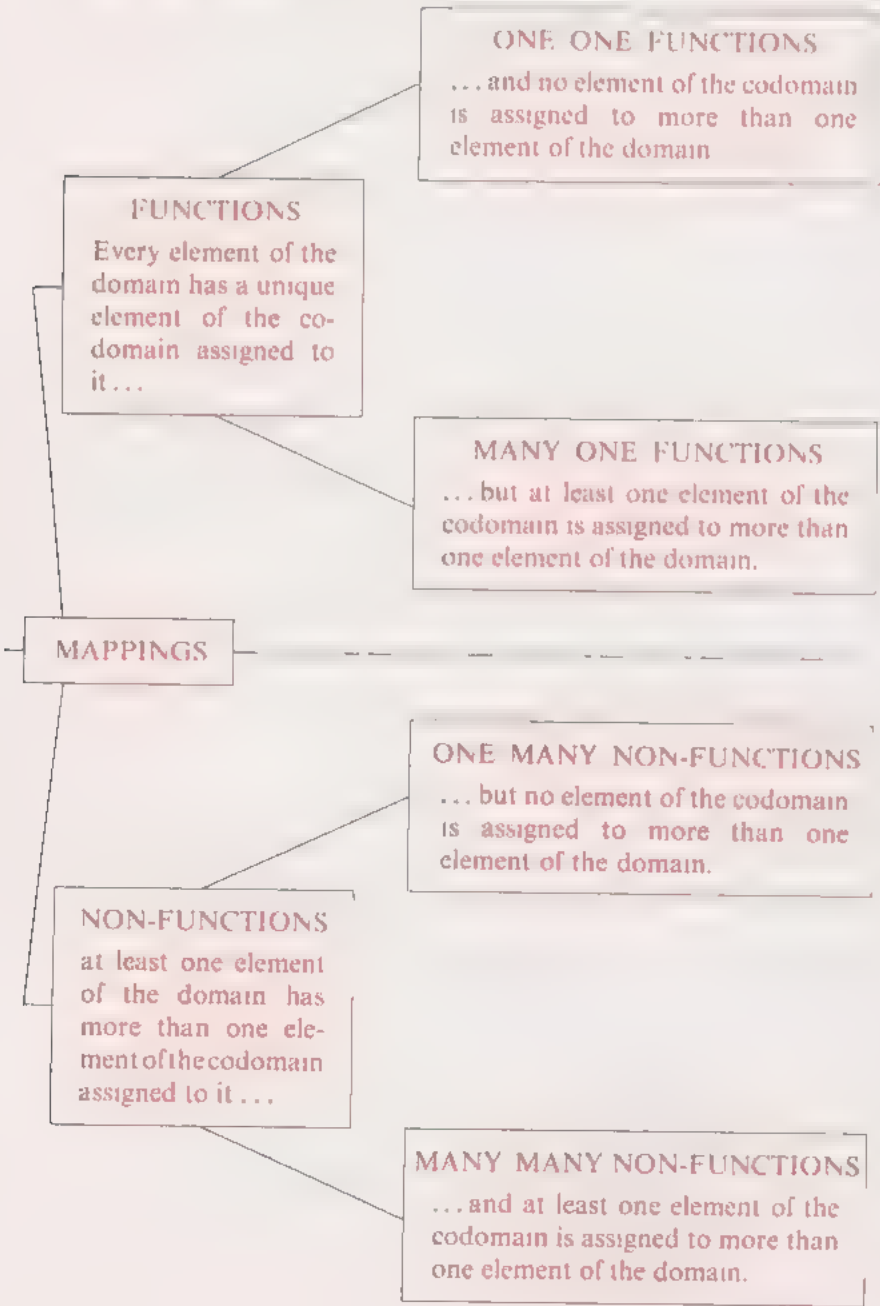 ONE ONE FUNCTIONS
...and no element of the codomain
is assigned to more than one
element of the domain
FUNCTIONS
Every element of the
domain has a unique
element of the co-
domain assigned to
it...
MANY ONE FUNCTIONS
...but at least one element of the
codomain is assigned to more than
one element of the domain.
MAPPINGS
ONE MANY NON-FUNCTIONS
...but no element of the codomain
is assigned to more than one
element of the domain.
NON-FUNCTIONS
at least one element
of the domain has
more than one ele-
ment of the codomain
assigned to it...
MANY MANY NON-FUNCTIONS
...and at least one element of the
codomain is assigned to more than
one element of the domain.